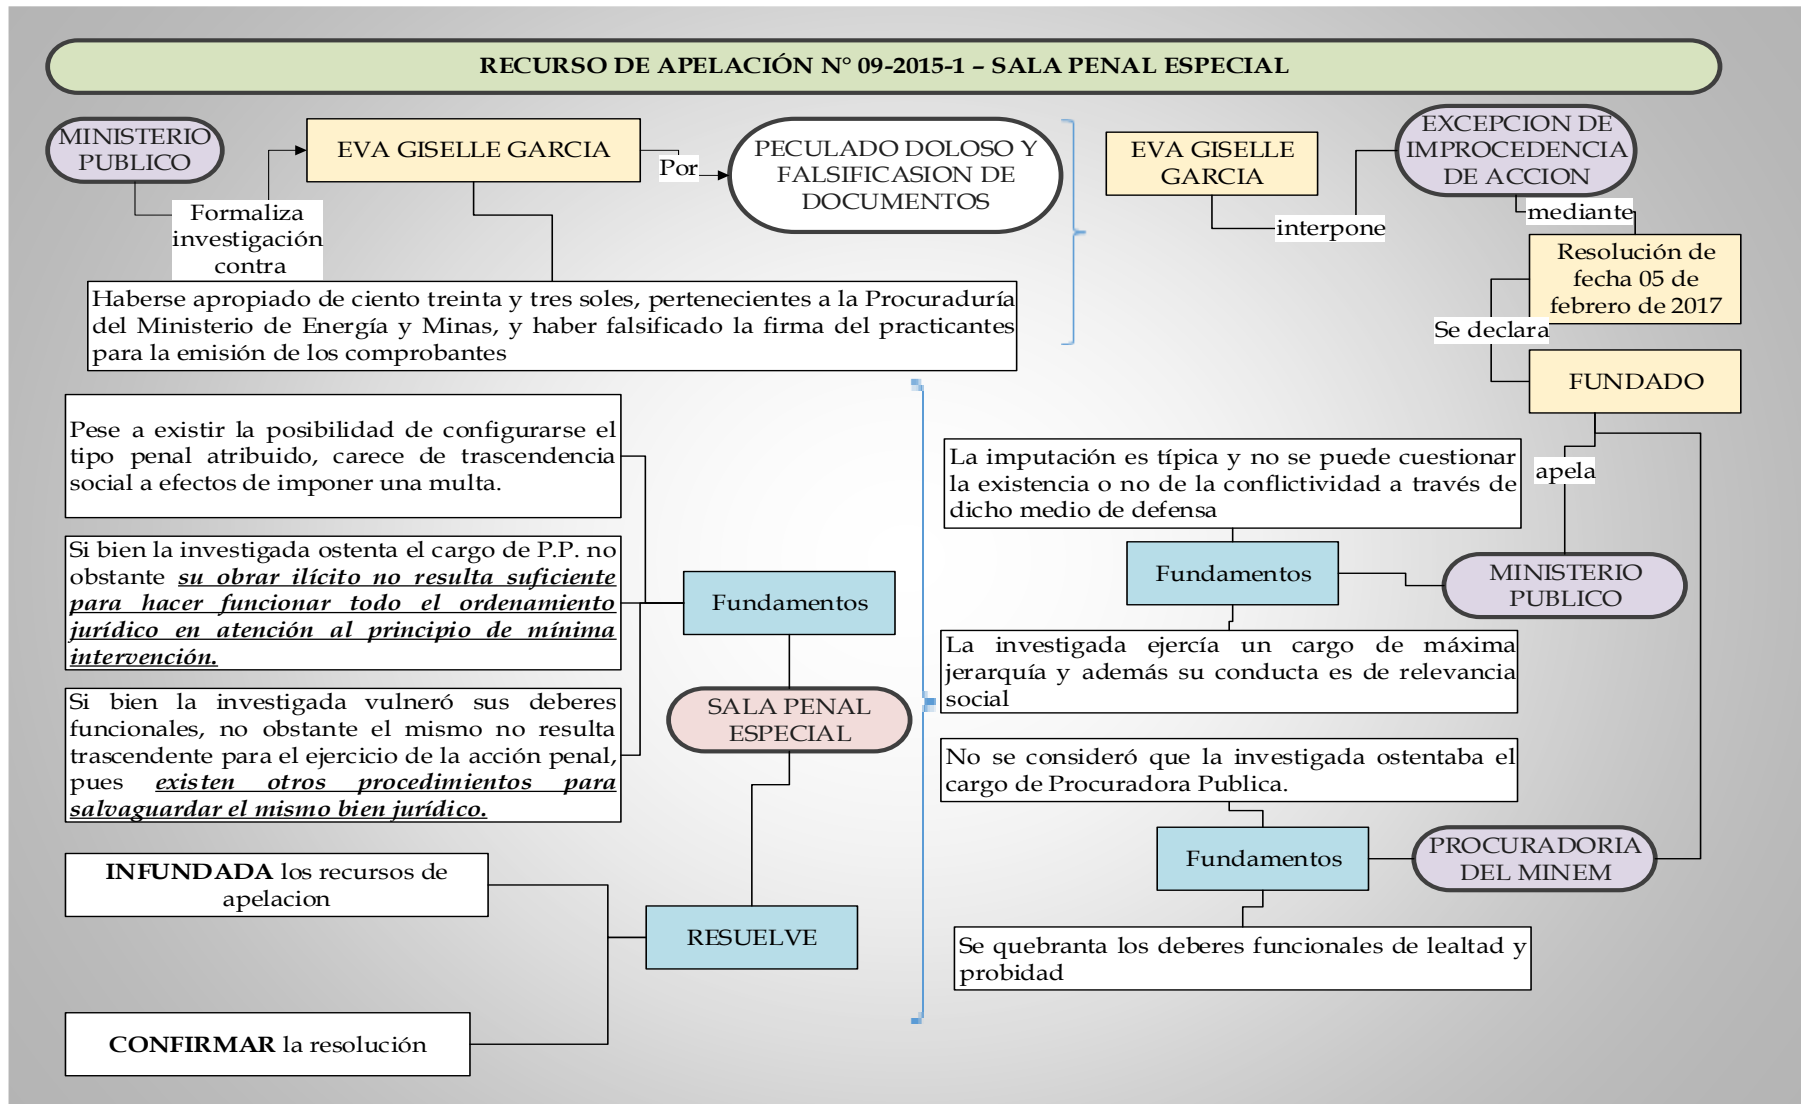 RECURSO DE APELACIÓN N° 09-2015-1 – SALA PENAL ESPECIAL
MINISTERIO
PUBLICO
Formaliza
investigación
contra
EVA GISELLE GARCIA
Por
PECULADO DOLOSO Y
FALSIFICASION DE
DOCUMENTOS
Haberse apropiado de ciento treinta y tres soles, pertenecientes a la Procuraduría
del Ministerio de Energía y Minas, y haber falsificado la firma del practicantes
para la emisión de los comprobantes
EVA GISELLE
GARCIA
interpone
EXCEPCION DE
IMPROCEDENCIA
DE ACCION
mediante
Resolución de
fecha 05 de
febrero de 2017
Se declara
FUNDADO
apela
MINISTERIO
PUBLICO
Fundamentos
La imputación es típica y no se puede cuestionar
la existencia o no de la conflictividad a través de
dicho medio de defensa
La investigada ejercía un cargo de máxima
jerarquía y además su conducta es de relevancia
social
PROCURADORIA
DEL MINEM
Fundamentos
No se consideró que la investigada ostentaba el
cargo de Procuradora Publica.
Se quebranta los deberes funcionales de lealtad y
probidad
SALA PENAL
ESPECIAL
Fundamentos
Pese a existir la posibilidad de configurarse el
tipo penal atribuido, carece de trascendencia
social a efectos de imponer una multa.
Si bien la investigada ostenta el cargo de P.P. no
obstante su obrar ilícito no resulta suficiente
para hacer funcionar todo el ordenamiento
jurídico en atención al principio de mínima
intervención.
Si bien la investigada vulneró sus deberes
funcionales, no obstante el mismo no resulta
trascendente para el ejercicio de la acción penal,
pues existen otros procedimientos para
salvaguardar el mismo bien jurídico.
RESUELVE
INFUNDADA los recursos de
apelacion
CONFIRMAR la resolución